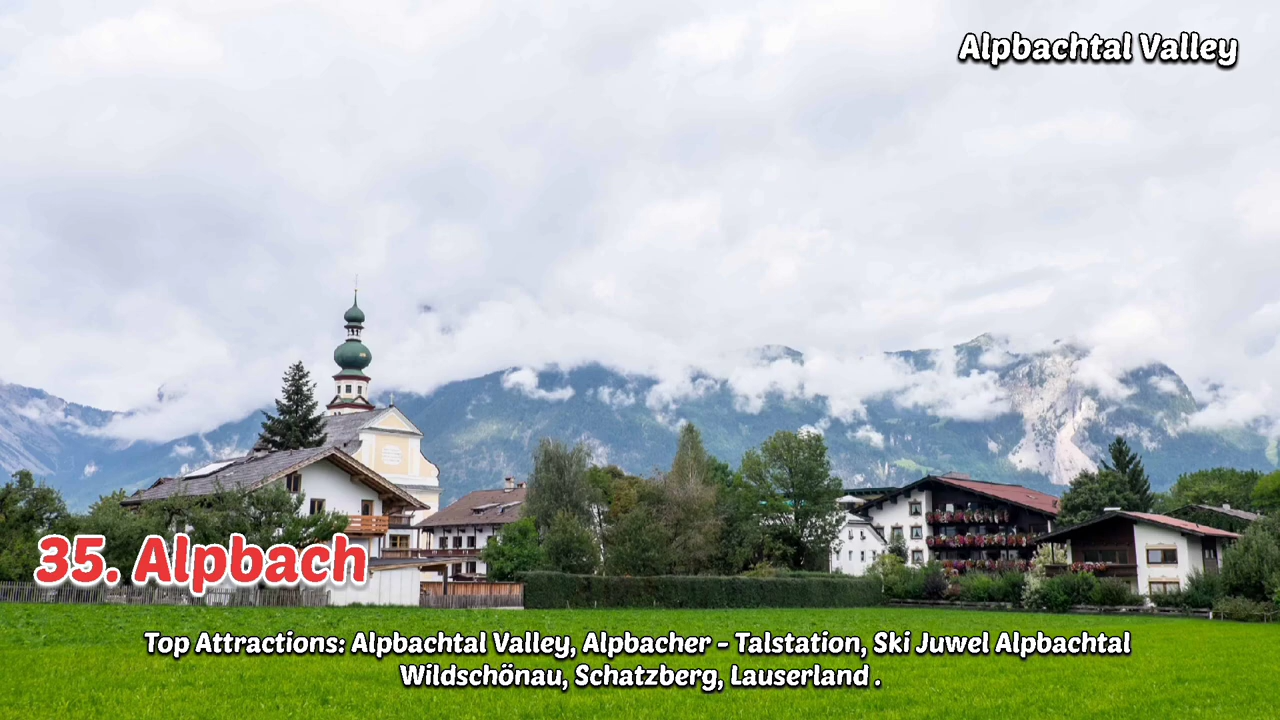 Alpbachtal Valley
35. Alpbach
Top Attractions: Alpbachtal Valley, Alpbacher - Talstation, Ski Juwel Alpbachtal
Wildschönau, Schatzberg, Lauserland .